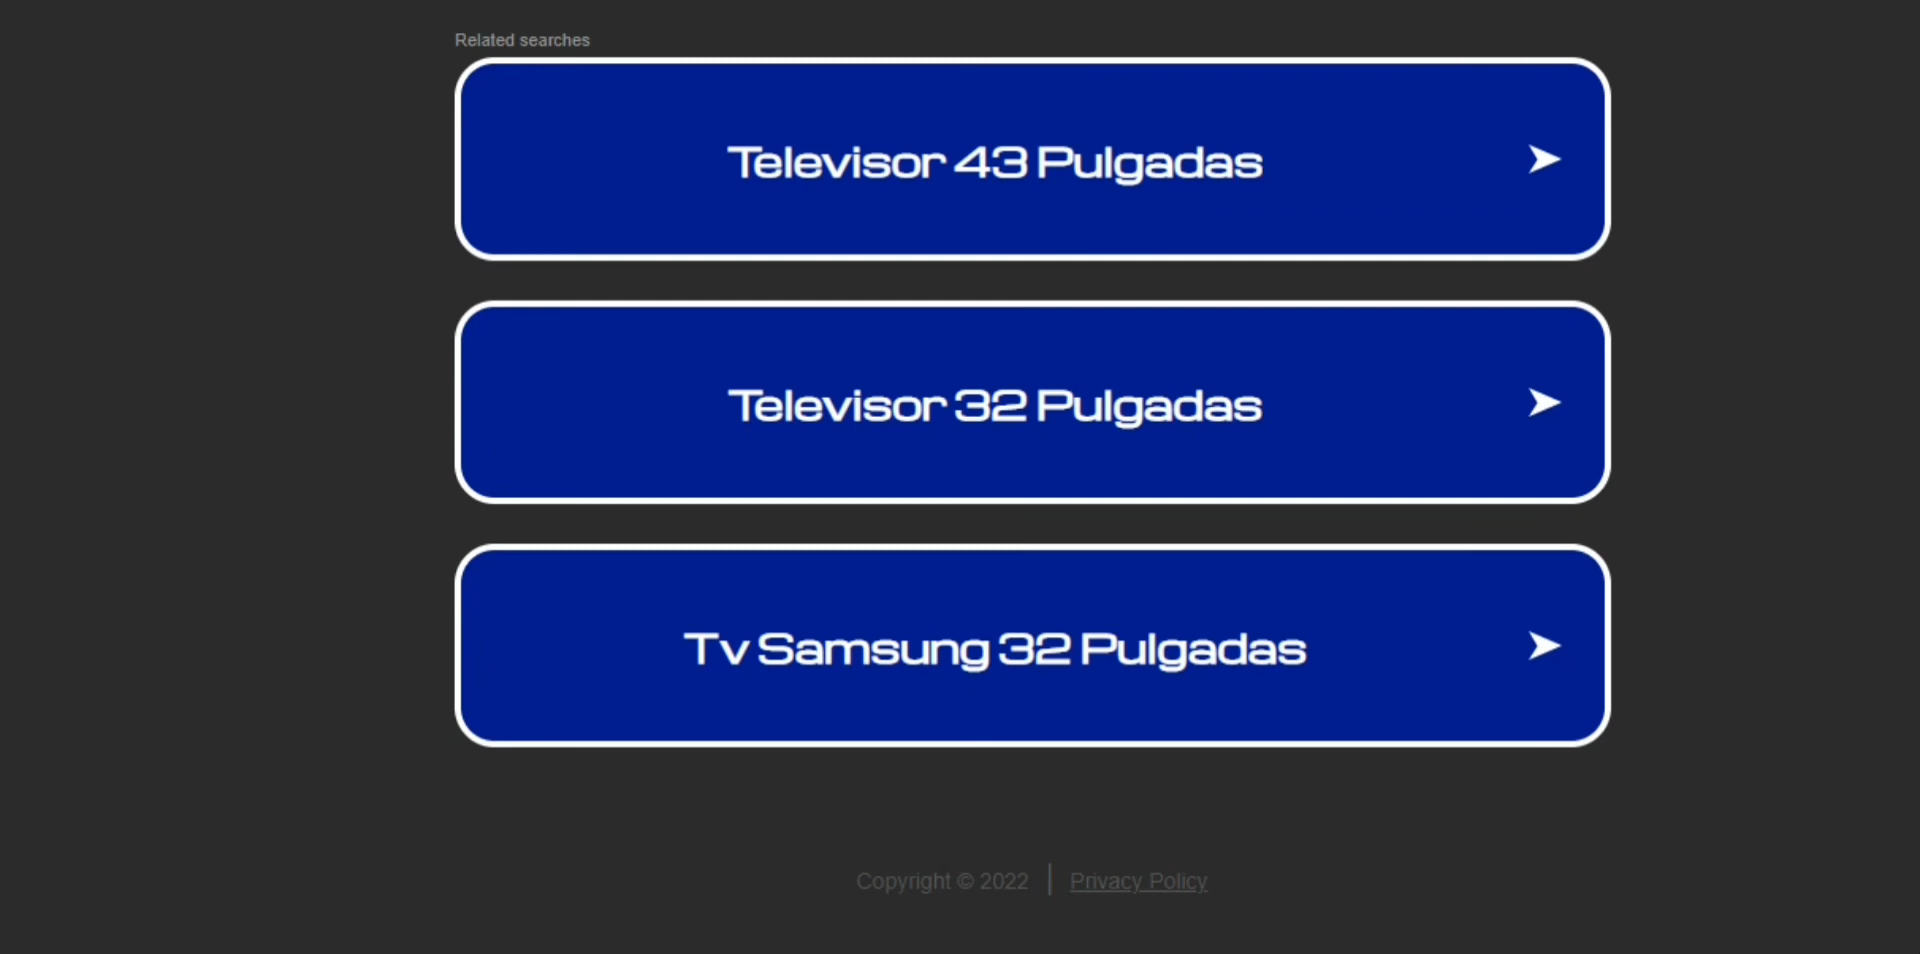 Related searches
Televisor 43 Pulgadas
Televisor 32 Pulgadas
Tv Samsung 32 Pulgadas
Copyright © 2022 | Privacy Policy